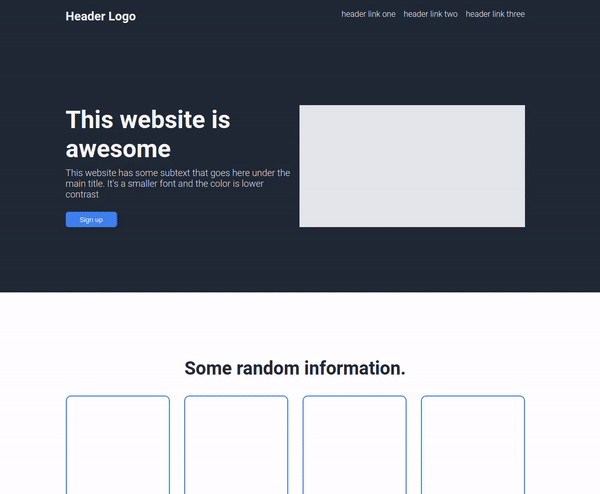 Header Logo
header link one header link two header link three
This website is
awesome
This website has some subtext that goes here under the
main title. It's a smaller font and the color is lower
contrast
Sign up
Some random information.